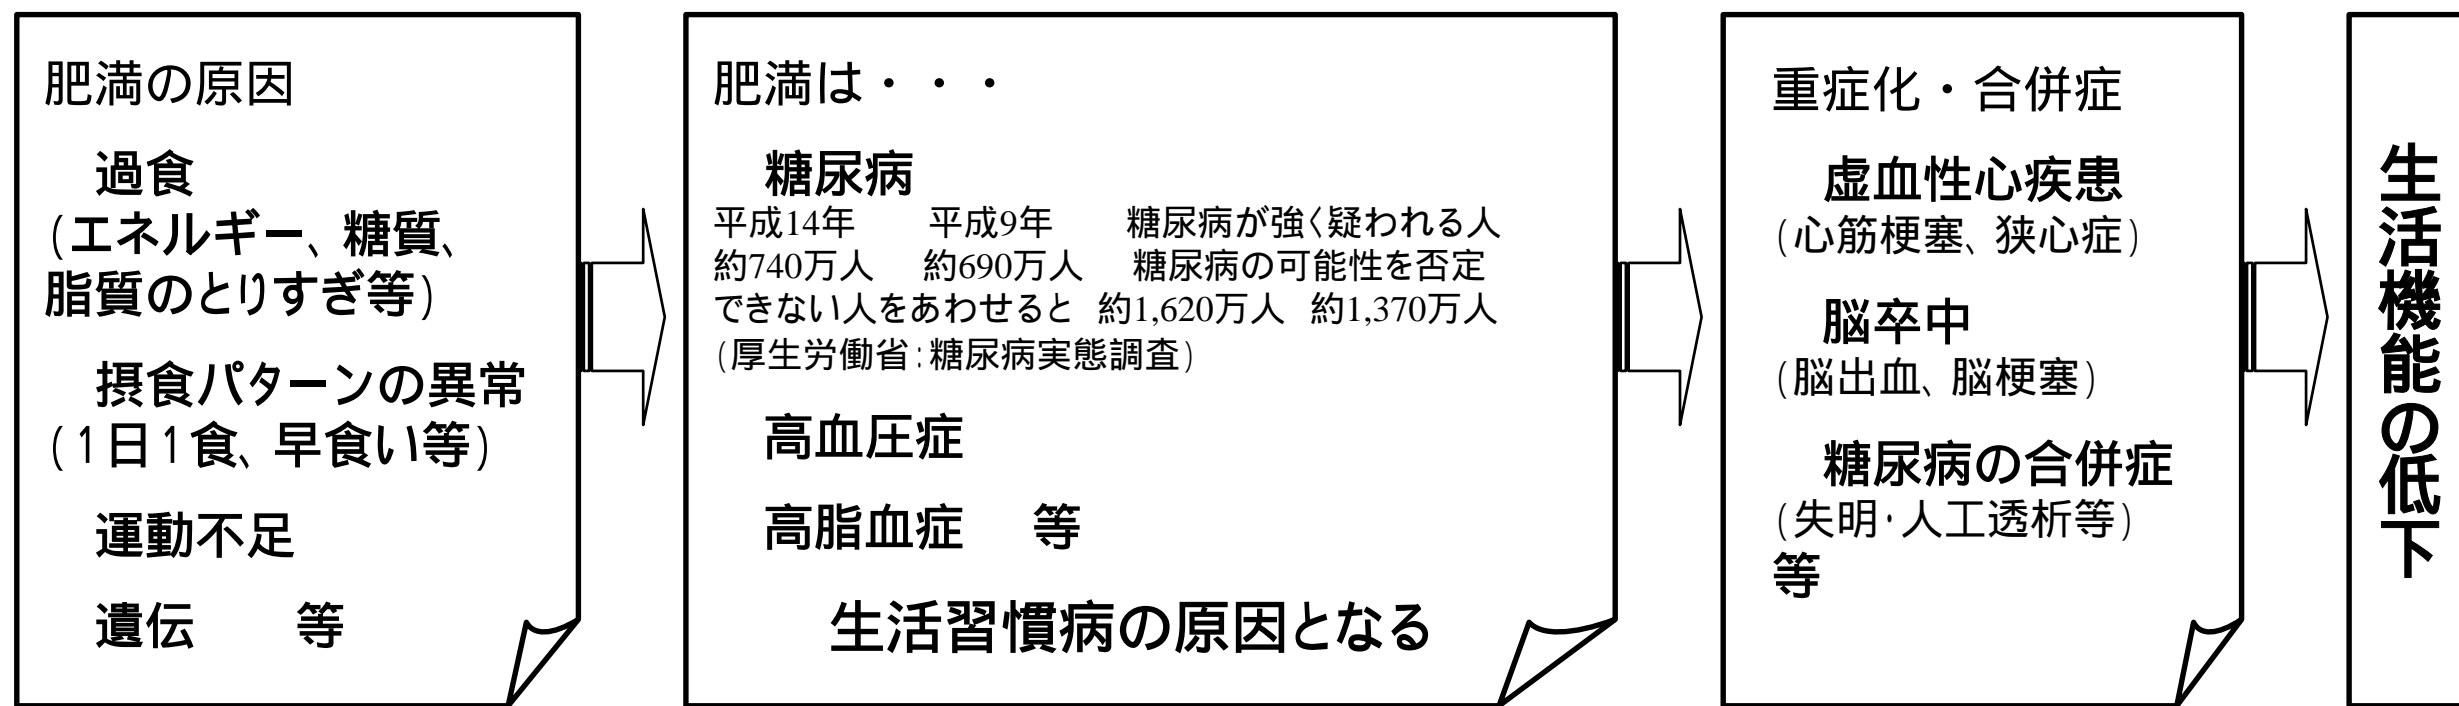 肥満の原因
過食
(エネルギー、糖質、
脂質のとりすぎ等)
摂食パターンの異常
(1日1食、早食い等)
運動不足
遺伝 等
肥満は・・・
糖尿病
平成14年 平成9年 糖尿病が強く疑われる人
約740万人 約690万人 糖尿病の可能性を否定
できない人をあわせると 約1,620万人 約1,370万人
(厚生労働省:糖尿病実態調査)
高血圧症
高脂血症 等
生活習慣病の原因となる
重症化・合併症
虚血性心疾患
(心筋梗塞、狭心症)
脳卒中
(脳出血、脳梗塞)
糖尿病の合併症
(失明・人工透析等)
等
生活機能の低下